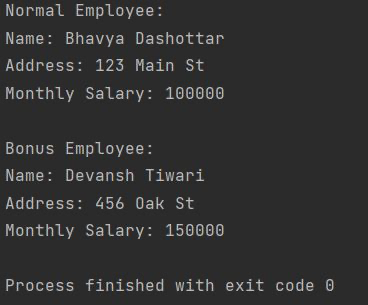 Normal Employee:
Name: Bhavya Dashottar
Address: 123 Main St
Monthly Salary: 100000
Bonus Employee:
Name: Devansh Tiwari
Address: 456 Oak St
Monthly Salary: 150000
Process finished with exit code 0